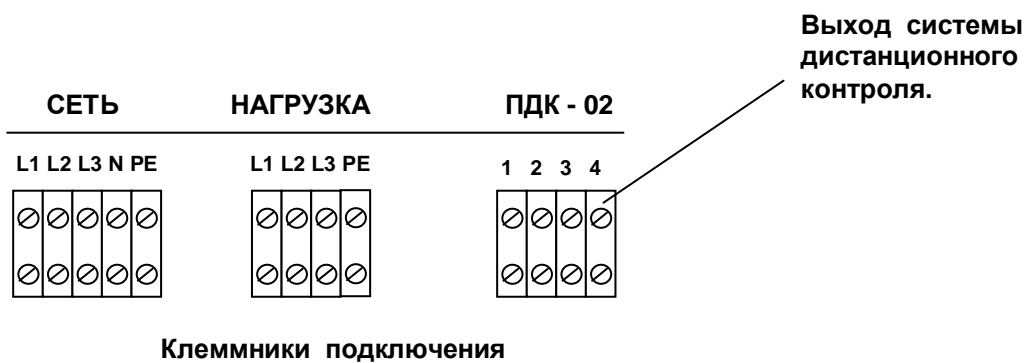 Выход системы
дистанционного
контроля.
СЕТЬ НАГРУЗКА ПДК - 02
L1 L2 L3 N PE L1 L2 L3 PE 1 2 3 4
Клеммники подключения